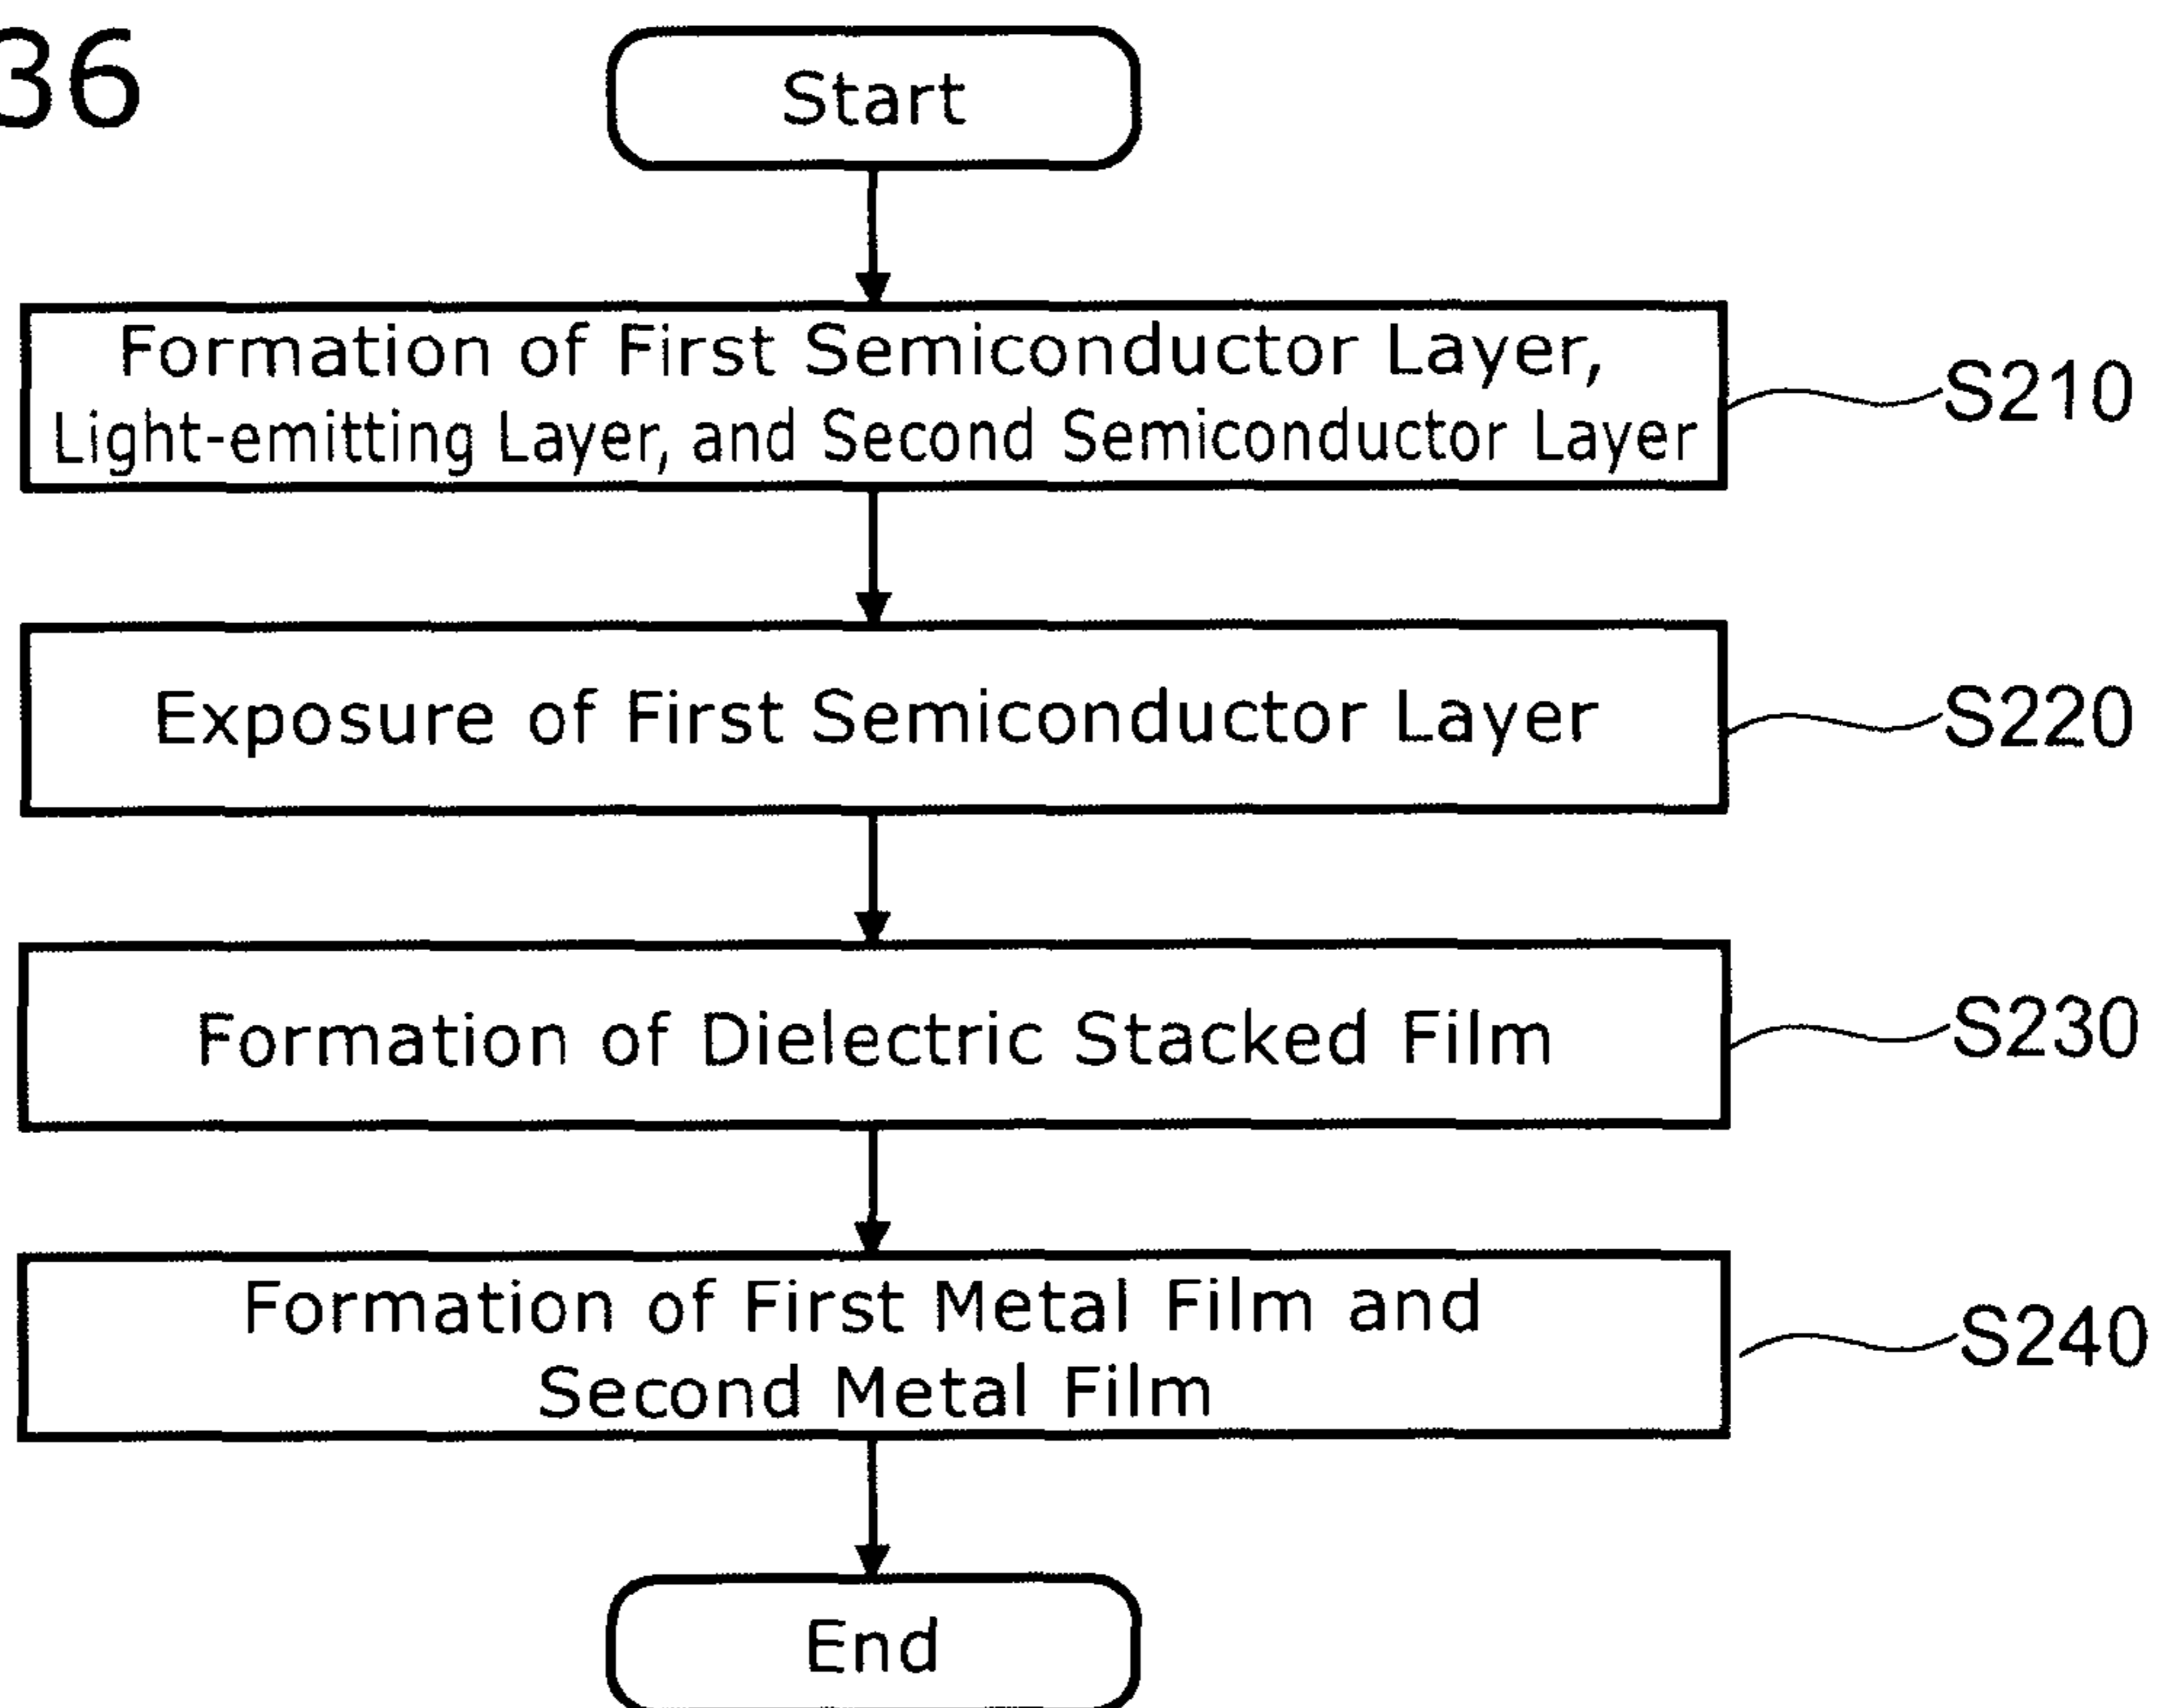 36
Start
Formation of First Semiconductor Layer,
Light-emitting Layer, and Second Semiconductor Layer
S210
Exposure of First Semiconductor Layer
S220
Formation of Dielectric Stacked Film
S230
Formation of First Metal Film and
Second Metal Film
S240
End